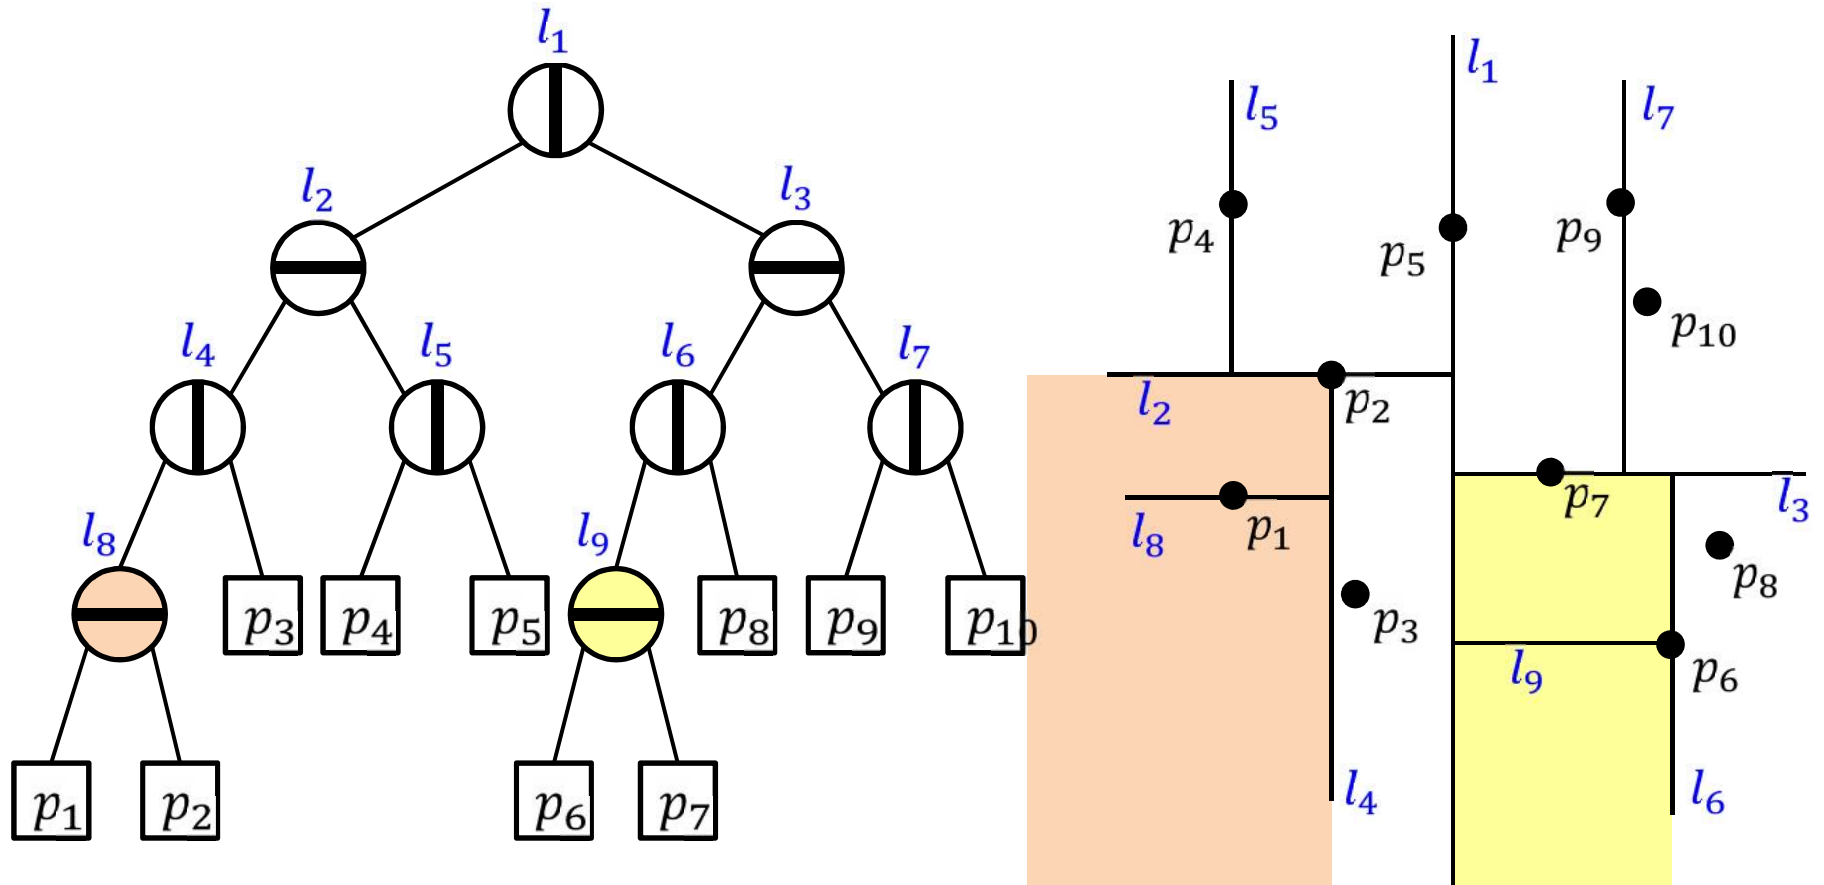 l₁
l₂ l₃
l₄ l₅ l₆ l₇
l₈ l₉
p₃ p₄ p₅ p₈ p₉ p₁₀
p₁ p₂ p₆ p₇
l₁
l₅ l₇
p₄ p₅ p₉
p₁₀
l₂ p₂
p₇ l₃
l₈ p₁
p₈
p₃
l₉ p₆
l₄ l₆